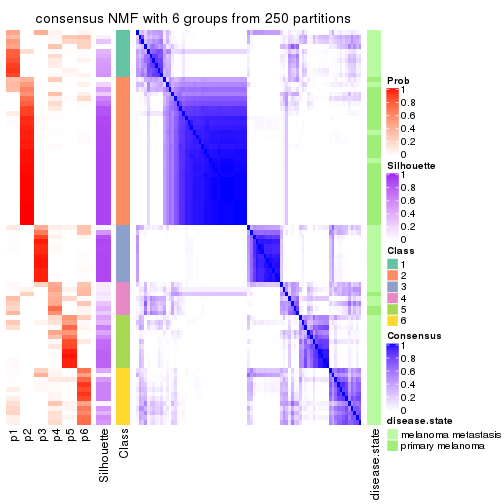 consensus NMF with 6 groups from 250 partitions
p1
p2
p3
p4
p5
p6
Silhouette
Class
disease.state
Prob
1
0.8
0.6
0.4
0.2
0
Silhouette
1
0.8
0.6
0.4
0.2
0
Class
1
2
3
4
5
6
Consensus
1
0.8
0.6
0.4
0.2
0
disease.state
melanoma metastasis
primary melanoma